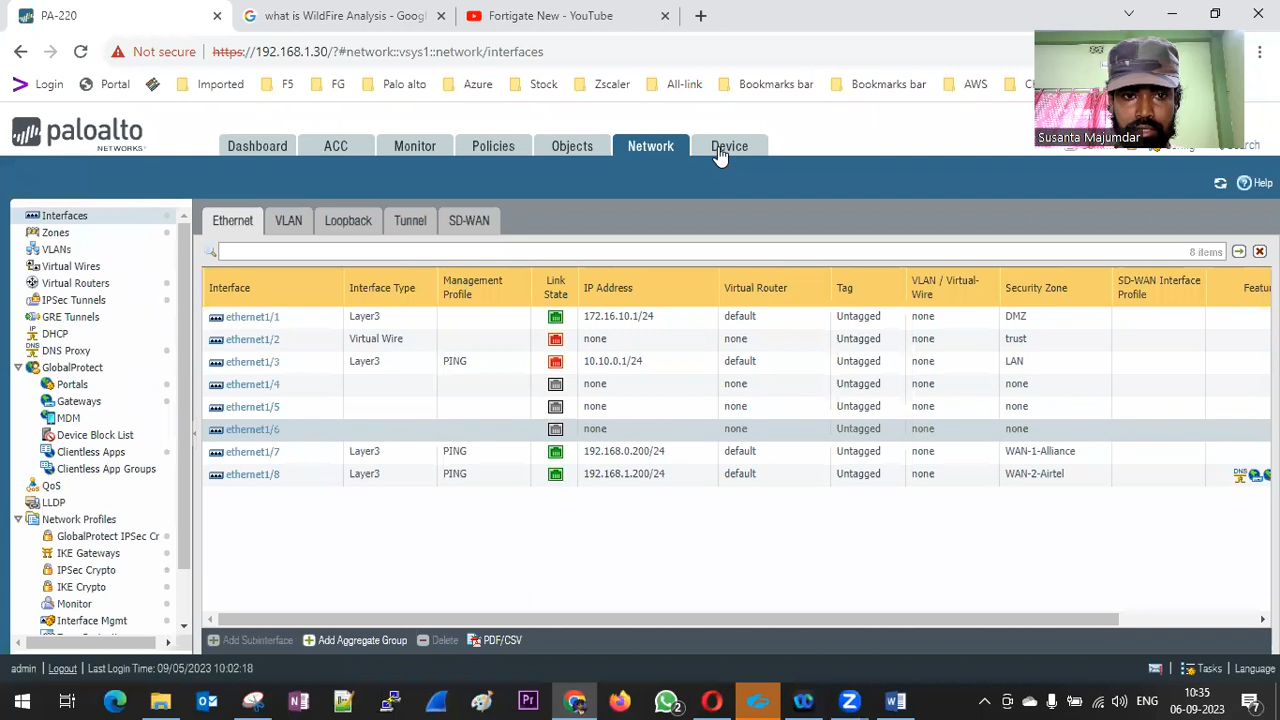 PA-220
what is WildFire Analysis - Googl
Fortigate New - YouTube
Not secure
https://192.168.1.30/?#network::vsys1::network/interfaces
Login
Portal
Imported
F5
FG
Palo alto
Azure
Stock
Zscaler
All-link
Bookmarks bar
Bookmarks bar
AWS
Susanta Majumdar
paloalto
NETWORKS
Dashboard
ACC
Monitor
Policies
Objects
Network
Device
Search
Help
Interfaces
Zones
VLANs
Virtual Wires
Virtual Routers
IPSec Tunnels
GRE Tunnels
DHCP
DNS Proxy
GlobalProtect
Portals
Gateways
MDM
Device Block List
Clientless Apps
Clientless App Groups
QoS
LLDP
Network Profiles
GlobalProtect IPSec Cr
IKE Gateways
IPSec Crypto
IKE Crypto
Monitor
Interface Mgmt
Ethernet
VLAN
Loopback
Tunnel
SD-WAN
8 items
Interface Interface Type Management Profile Link State IP Address Virtual Router Tag VLAN / Virtual-Wire Security Zone SD-WAN Interface Profile Featu
ethernet1/1 Layer3 172.16.10.1/24 default Untagged none DMZ
ethernet1/2 Virtual Wire none none Untagged none trust
ethernet1/3 Layer3 PING 10.10.0.1/24 default Untagged none LAN
ethernet1/4 none none Untagged none none
ethernet1/5 none none Untagged none none
ethernet1/6 none none Untagged none none
ethernet1/7 Layer3 PING 192.168.0.200/24 default Untagged none WAN-1-Alliance
ethernet1/8 Layer3 PING 192.168.1.200/24 default Untagged none WAN-2-Airtel
DNS
Add Subinterface
Add Aggregate Group
Delete
PDF/CSV
admin | Logout | Last Login Time: 09/05/2023 10:02:18
Tasks | Language
2
ENG
10:35
06-09-2023
7